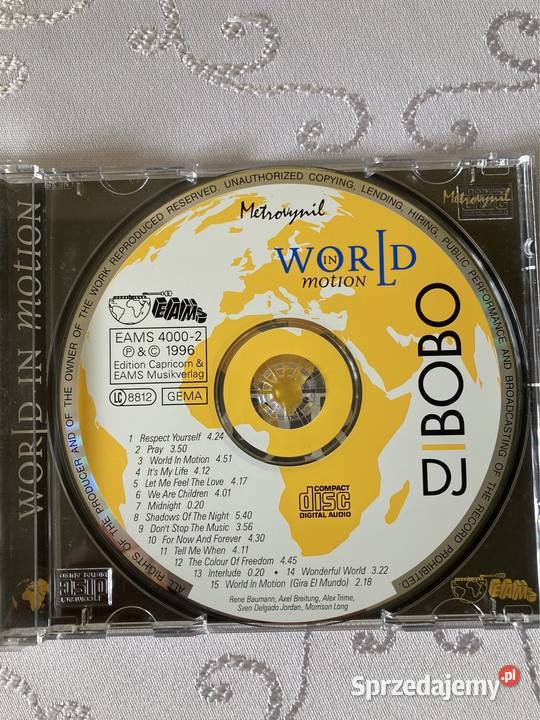 WORLD IN motion
ALL RIGHTS OF THE PRODUCER AND OF THE OWNER OF THE WORK REPRODUCED RESERVED. UNAUTHORIZED COPYING, LENDING, HIRING, PUBLIC PERFORMANCE AND BROADCASTING OF THE RECORD PROHIBITED.
Metrovynil
Metrovynil
WORLD
IN
MOTION
DJ BOBO
EAMS
EAMS 4000-2
Ⓟ & © 1996
Edition Capricorn &
EAMS Musikverlag
LC 8812
GEMA
1 Respect Yourself 4.24
2 Pray 3.50
3 World In Motion 4.51
4 It's My Life 4.12
5 Let Me Feel The Love 4.17
6 We Are Children 4.01
7 Midnight 0.20
8 Shadows Of The Night 5.40
9 Don't Stop The Music 3.56
10 For Now And Forever 4.30
11 Tell Me When 4.11
12 The Colour Of Freedom 4.45
13 Interlude 0.20 · 14 Wonderful World 3.22
15 World In Motion (Gira El Mundo) 2.18
Rene Baumann, Axel Breitung, Alex Trime,
Sven Delgado Jordan, Morrison Long
COMPACT
disc
DIGITAL AUDIO
COMPACT
disc
DIGITAL AUDIO
EAMS
Sprzedajemy.pl